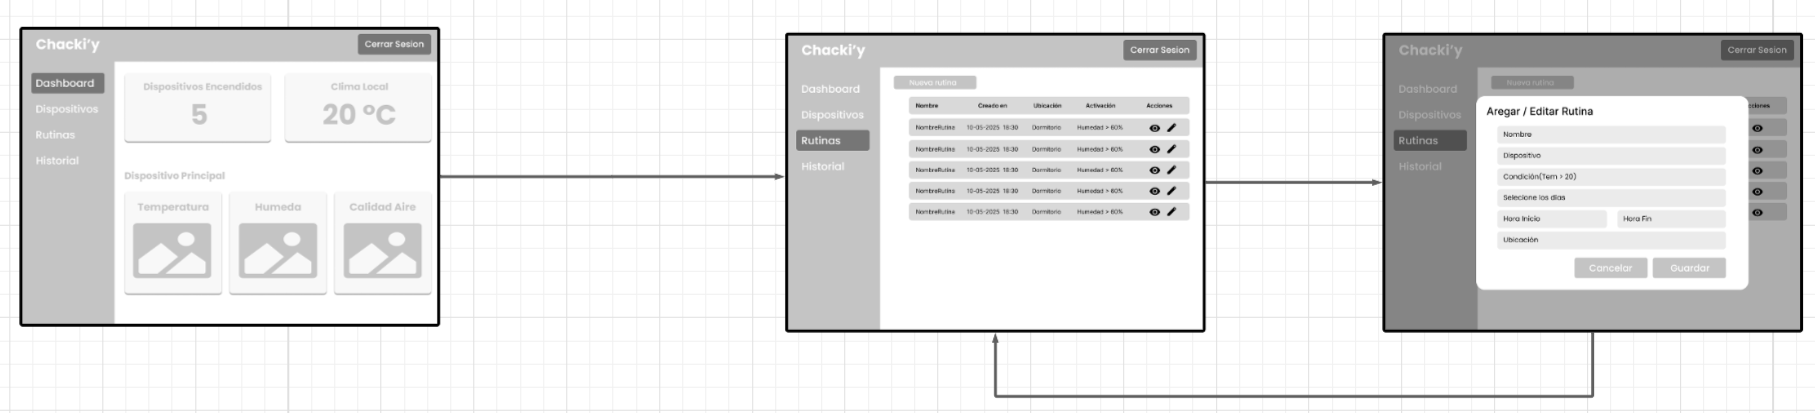 Chacki'y
Cerrar Sesion
Dashboard
Dispositivos
Rutinas
Historial
Dispositivos Encendidos
5
Clima Local
20 °C
Dispositivo Principal
Temperatura
Humeda
Calidad Aire
Chacki'y
Cerrar Sesion
Dashboard
Dispositivos
Rutinas
Historial
Nueva rutina
Nombre Creado en Ubicación Activación Acciones
NombreRutina 10-05-2025 18:30 Dormitorio Humedad > 60%
NombreRutina 10-05-2025 18:30 Dormitorio Humedad > 60%
NombreRutina 10-05-2025 18:30 Dormitorio Humedad > 60%
NombreRutina 10-05-2025 18:30 Dormitorio Humedad > 60%
NombreRutina 10-05-2025 18:30 Dormitorio Humedad > 60%
Chacki'y
Cerrar Sesion
Dashboard
Dispositivos
Rutinas
Historial
Nueva rutina
cciones
Aregar / Editar Rutina
Nombre
Dispositivo
Condición(Tem > 20)
Selecione los dias
Hora Inicio Hora Fin
Ubicación
Cancelar Guardar